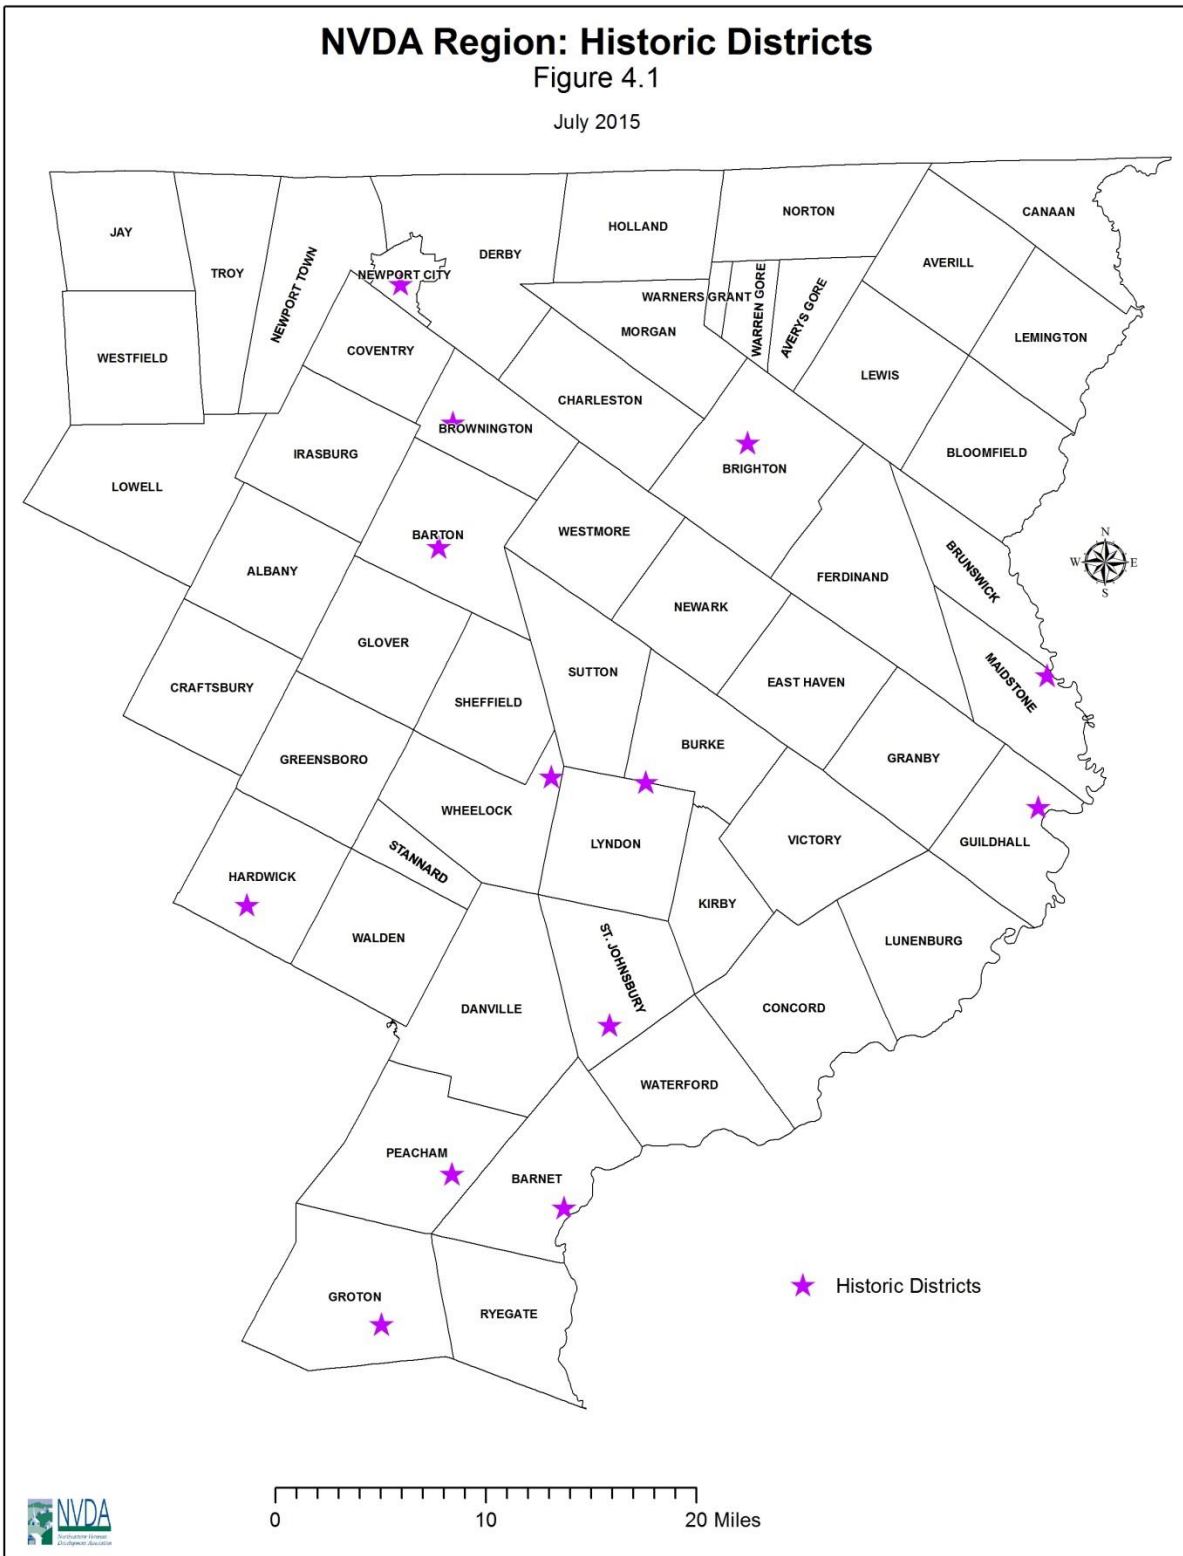 NVDA Region: Historic Districts
Figure 4.1
July 2015
CANAAN
NORTON
HOLLAND
JAY
DERBY
AVERILL
TROY
NEWPORT TOWN
NEWPORT CITY
WARNERS GRANT
WARREN GORE
AVERYS GORE
MORGAN
LEMINGTON
COVENTRY
WESTFIELD
LEWIS
CHARLESTON
BROWNINGTON
IRASBURG
BRIGHTON
BLOOMFIELD
LOWELL
BARTON
WESTMORE
N
W
E
S
ALBANY
FERDINAND
BRUNSWICK
NEWARK
GLOVER
SUTTON
CRAFTSBURY
EAST HAVEN
MAIDSTONE
SHEFFIELD
BURKE
GREENSBORO
GRANBY
WHEELOCK
LYNDON
VICTORY
GUILDHALL
STANNARD
HARDWICK
KIRBY
WALDEN
LUNENBURG
ST. JOHNSBURY
DANVILLE
CONCORD
WATERFORD
PEACHAM
BARNET
Historic Districts
GROTON
RYEGATE
NVDA
Northeastern Vermont
Development Association
0 10 20 Miles